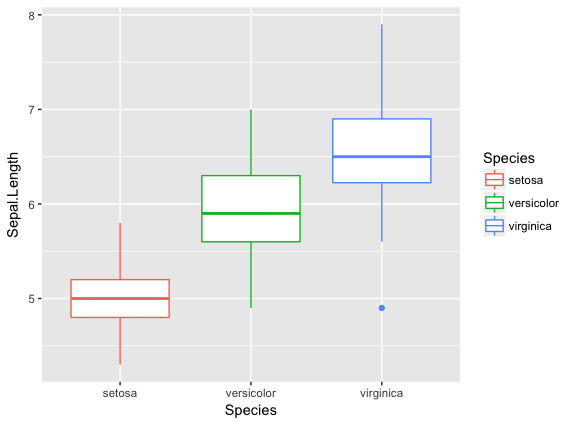 8
7
6
5
Sepal.Length
setosa
versicolor
virginica
Species
Species
setosa
versicolor
virginica